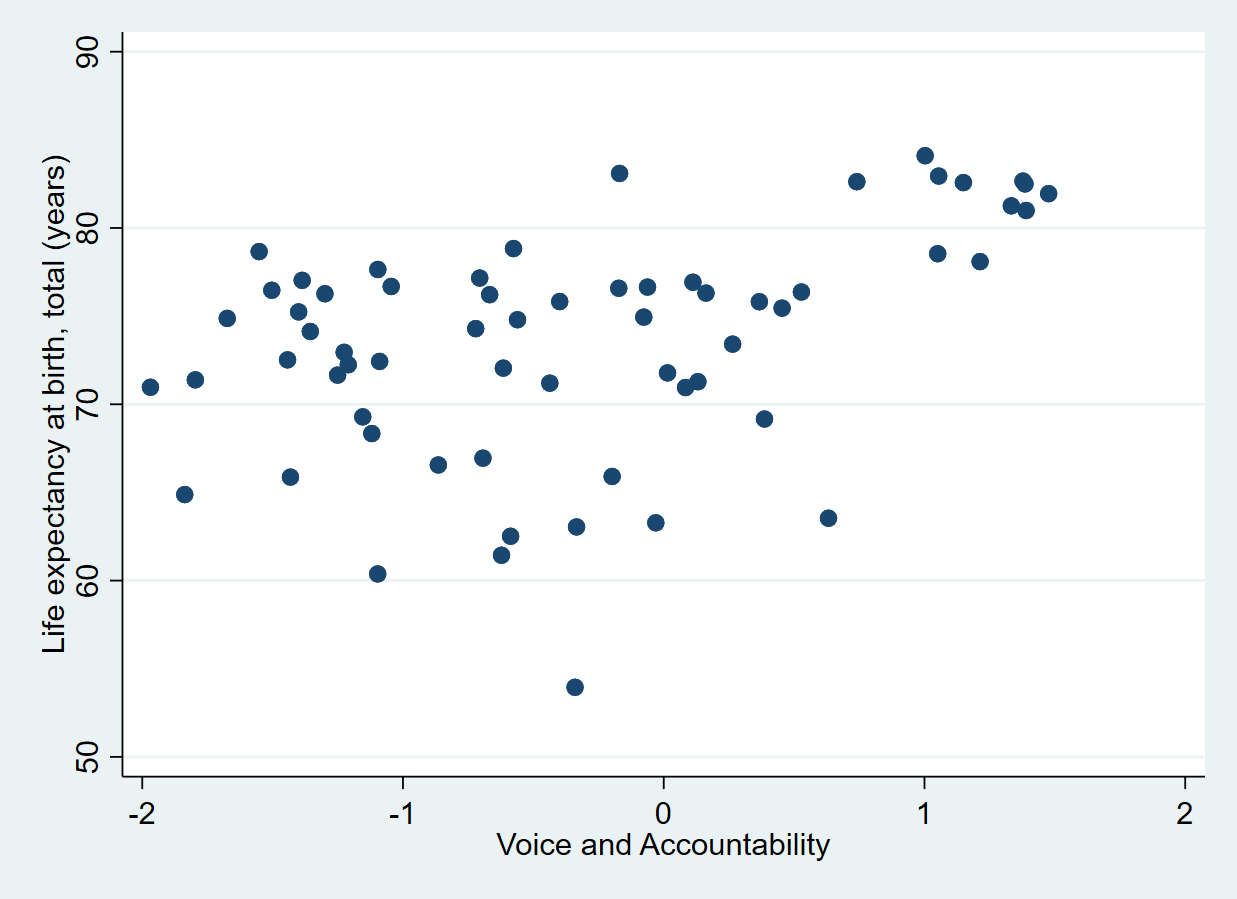 Life expectancy at birth, total (years)
90
80
70
60
50
-2 -1 0 1 2
Voice and Accountability